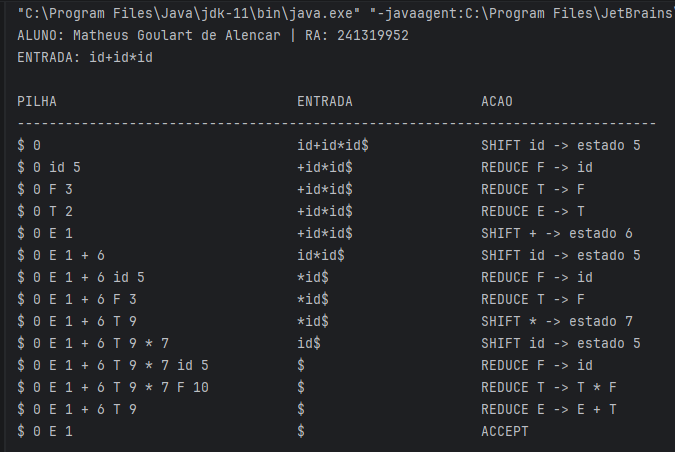 "C:\Program Files\Java\jdk-11\bin\java.exe" "-javaagent:C:\Program Files\JetBrains\
ALUNO: Matheus Goulart de Alencar | RA: 241319952
ENTRADA: id+id*id
PILHA ENTRADA ACAO
--------------------------------------------------------------------------------
$ 0 id+id*id$ SHIFT id -> estado 5
$ 0 id 5 +id*id$ REDUCE F -> id
$ 0 F 3 +id*id$ REDUCE T -> F
$ 0 T 2 +id*id$ REDUCE E -> T
$ 0 E 1 +id*id$ SHIFT + -> estado 6
$ 0 E 1 + 6 id*id$ SHIFT id -> estado 5
$ 0 E 1 + 6 id 5 *id$ REDUCE F -> id
$ 0 E 1 + 6 F 3 *id$ REDUCE T -> F
$ 0 E 1 + 6 T 9 *id$ SHIFT * -> estado 7
$ 0 E 1 + 6 T 9 * 7 id$ SHIFT id -> estado 5
$ 0 E 1 + 6 T 9 * 7 id 5 $ REDUCE F -> id
$ 0 E 1 + 6 T 9 * 7 F 10 $ REDUCE T -> T * F
$ 0 E 1 + 6 T 9 $ REDUCE E -> E + T
$ 0 E 1 $ ACCEPT